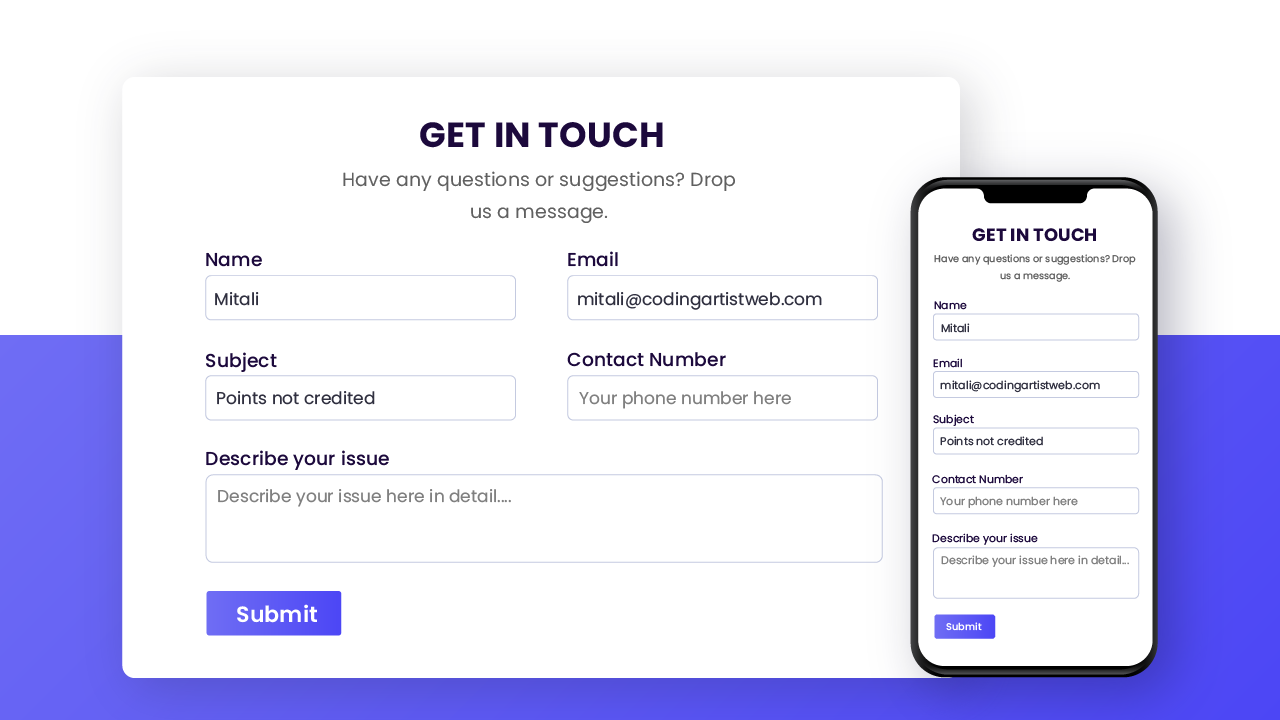 GET IN TOUCH
Have any questions or suggestions? Drop
us a message.
Name
Mitali
Email
mitali@codingartistweb.com
Subject
Points not credited
Contact Number
Your phone number here
Describe your issue
Describe your issue here in detail....
Submit
GET IN TOUCH
Have any questions or suggestions? Drop
us a message.
Name
Mitali
Email
mitali@codingartistweb.com
Subject
Points not credited
Contact Number
Your phone number here
Describe your issue
Describe your issue here in detail...
Submit